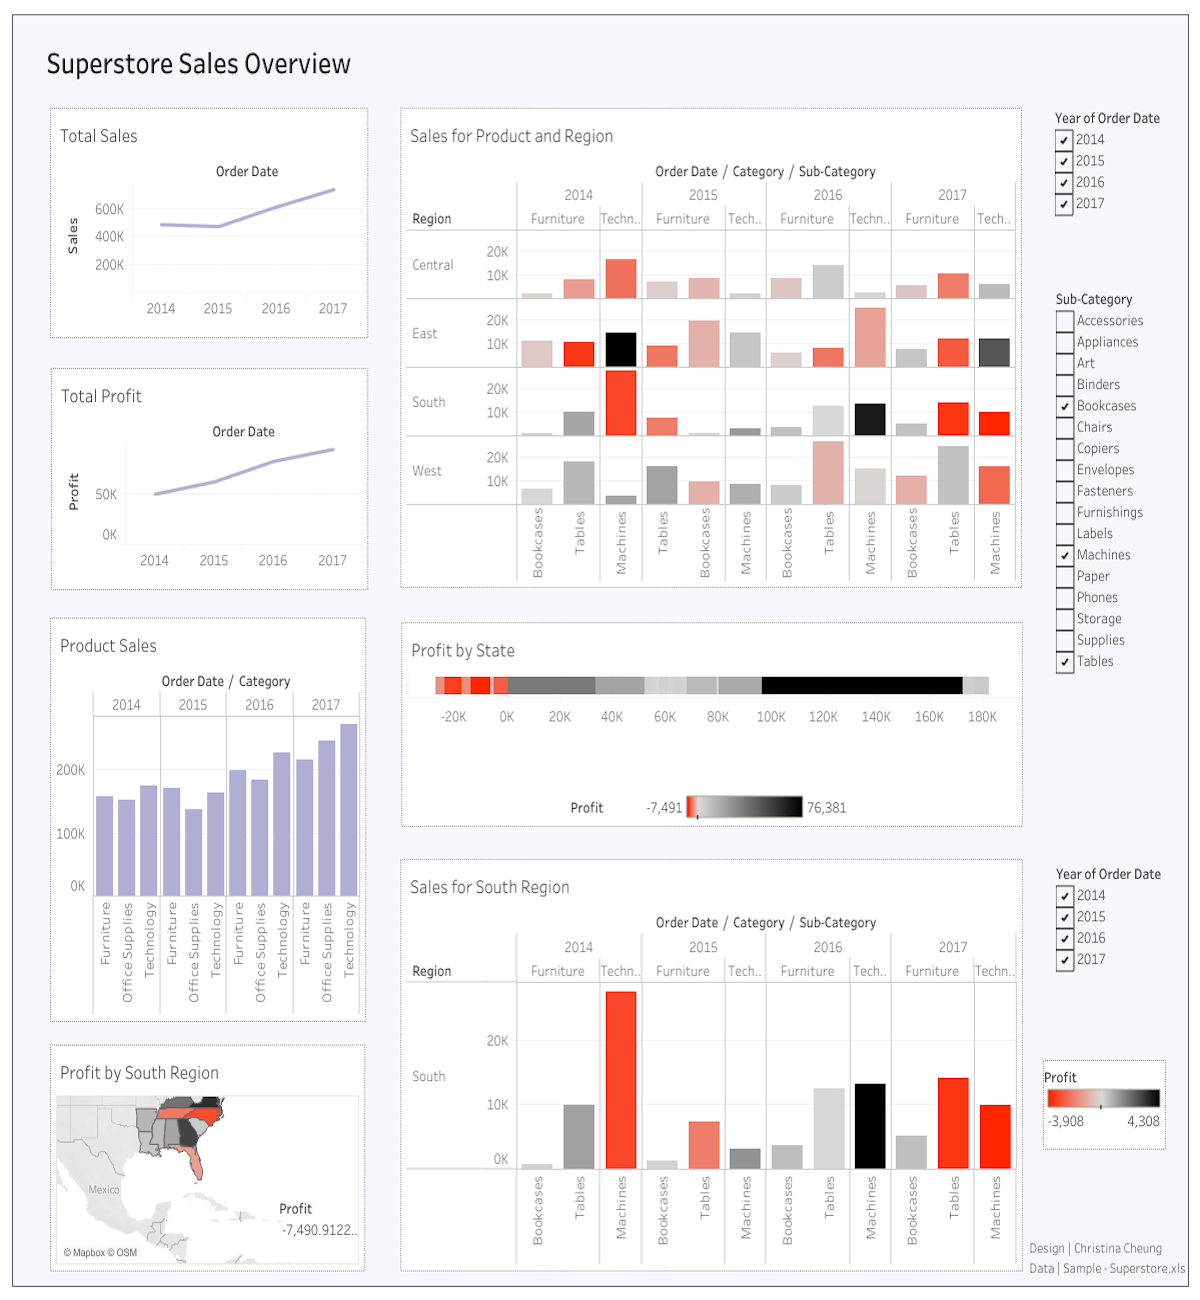 Superstore Sales Overview
Total Sales
Order Date
Sales
600K
400K
200K
2014 2015 2016 2017
Total Profit
Order Date
Profit
50K
0K
2014 2015 2016 2017
Product Sales
Order Date / Category
2014 2015 2016 2017
200K
100K
0K
Furniture Office Supplies Technology Furniture Office Supplies Technology Furniture Office Supplies Technology Furniture Office Supplies Technology
Profit by South Region
Mexico
Profit
-7,490.9122..
© Mapbox © OSM
Sales for Product and Region
Order Date / Category / Sub-Category
2014 2015 2016 2017
Region Furniture Techn.. Furniture Tech.. Furniture Techn.. Furniture Tech..
Central 20K 10K
East 20K 10K
South 20K 10K
West 20K 10K
Bookcases Tables Machines Tables Bookcases Machines Bookcases Tables Machines Bookcases Tables Machines
Profit by State
-20K 0K 20K 40K 60K 80K 100K 120K 140K 160K 180K
Profit -7,491 76,381
Sales for South Region
Order Date / Category / Sub-Category
2014 2015 2016 2017
Region Furniture Techn.. Furniture Tech.. Furniture Tech.. Furniture Techn..
20K
South
10K
0K
Bookcases Tables Machines Bookcases Tables Machines Bookcases Tables Machines Bookcases Tables Machines
Year of Order Date
2014
2015
2016
2017
Sub-Category
Accessories
Appliances
Art
Binders
Bookcases
Chairs
Copiers
Envelopes
Fasteners
Furnishings
Labels
Machines
Paper
Phones
Storage
Supplies
Tables
Year of Order Date
2014
2015
2016
2017
Profit
-3,908 4,308
Design | Christina Cheung
Data | Sample - Superstore.xls